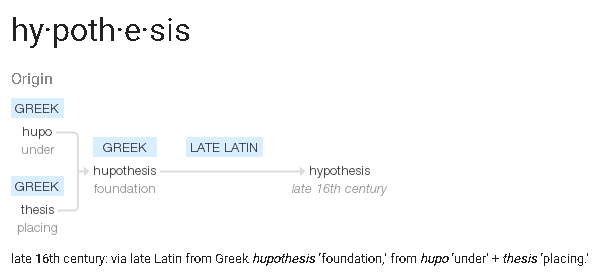 hy·poth·e·sis
Origin
GREEK
hupo
under
GREEK
thesis
placing
GREEK
hupothesis
foundation
LATE LATIN
hypothesis
late 16th century
late 16th century: via late Latin from Greek hupothesis ‘foundation,’ from hupo ‘under’ + thesis ‘placing.’